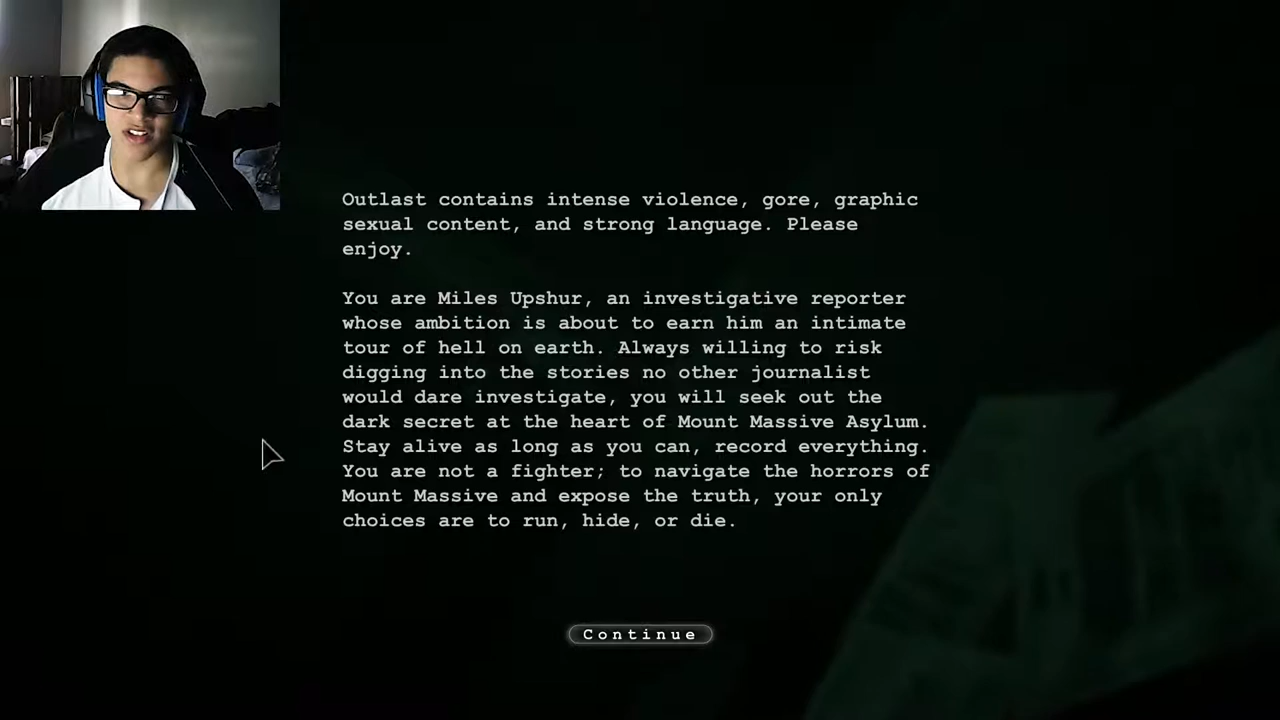 Outlast contains intense violence, gore, graphic
sexual content, and strong language. Please
enjoy.
You are Miles Upshur, an investigative reporter
whose ambition is about to earn him an intimate
tour of hell on earth. Always willing to risk
digging into the stories no other journalist
would dare investigate, you will seek out the
dark secret at the heart of Mount Massive Asylum.
Stay alive as long as you can, record everything.
You are not a fighter; to navigate the horrors of
Mount Massive and expose the truth, your only
choices are to run, hide, or die.
Continue